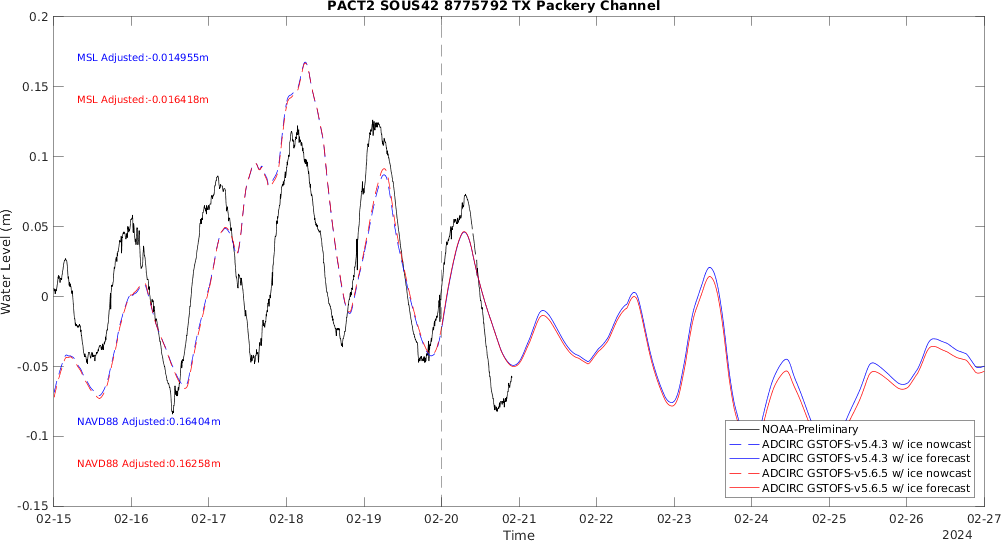 PACT2 SOUS42 8775792 TX Packery Channel
0.2
0.15
0.1
0.05
0
-0.05
-0.1
-0.15
Water Level (m)
MSL Adjusted:-0.014955m
MSL Adjusted:-0.016418m
NAVD88 Adjusted:0.16404m
NAVD88 Adjusted:0.16258m
NOAA-Preliminary
ADCIRC GSTOFS-v5.4.3 w/ ice nowcast
ADCIRC GSTOFS-v5.4.3 w/ ice forecast
ADCIRC GSTOFS-v5.6.5 w/ ice nowcast
ADCIRC GSTOFS-v5.6.5 w/ ice forecast
02-15 02-16 02-17 02-18 02-19 02-20 02-21 02-22 02-23 02-24 02-25 02-26 02-27
Time
2024